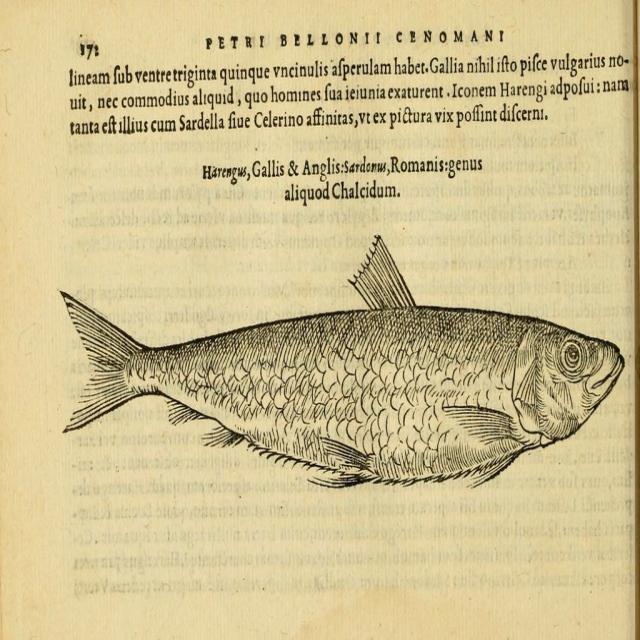 172 PETRI BELLONII CENOMANI
lineam ſub ventre triginta quinque vncinulis aſperulam habet. Gallia nihil iſto piſce vulgarius no-
uit, nec commodius aliquid, quo homines ſua ieiunia exaturent. Iconem Harengi adpoſui: nam
tanta eſt illius cum Sardella ſiue Celerino affinitas, vt ex pictura vix poſſint diſcerni.
Harengus, Gallis & Anglis: Sardonus, Romanis: genus
aliquod Chalcidum.